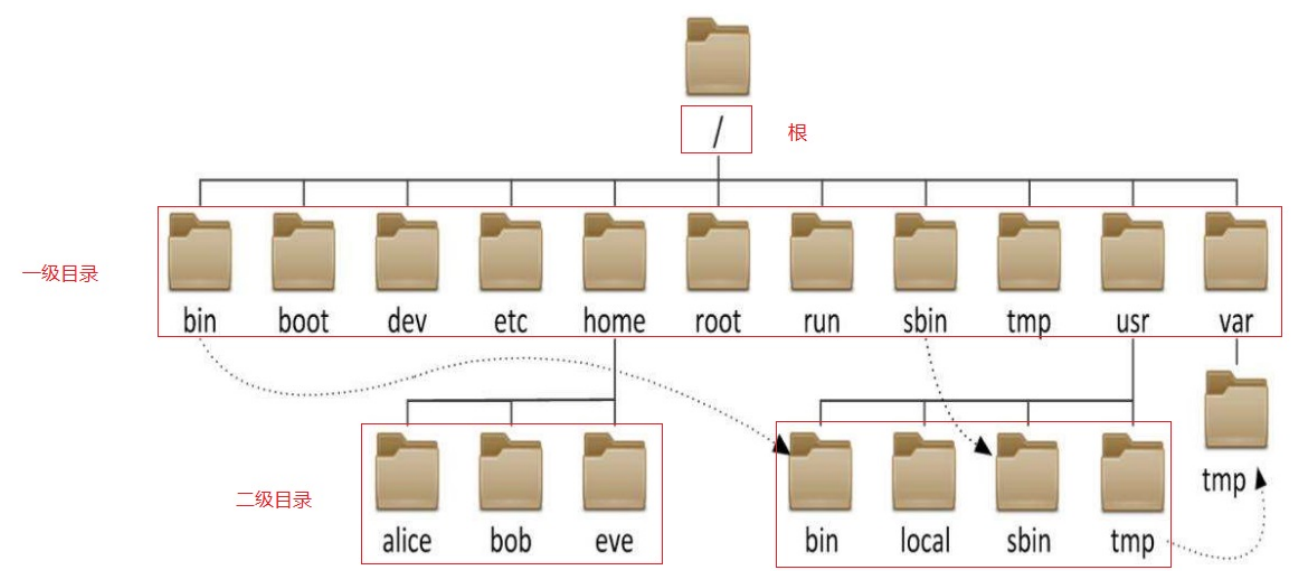 /
根
一级目录
bin boot dev etc home root run sbin tmp usr var
tmp
二级目录
alice bob eve bin local sbin tmp